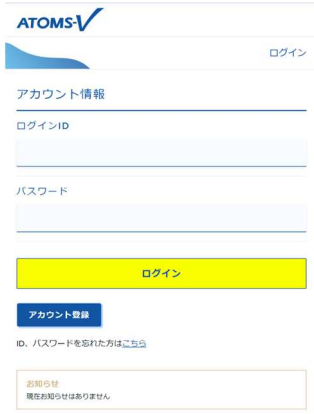 ATOMS-V
ログイン
アカウント情報
ログインID
パスワード
ログイン
アカウント登録
ID、パスワードを忘れた方はこちら
お知らせ
現在お知らせはありません